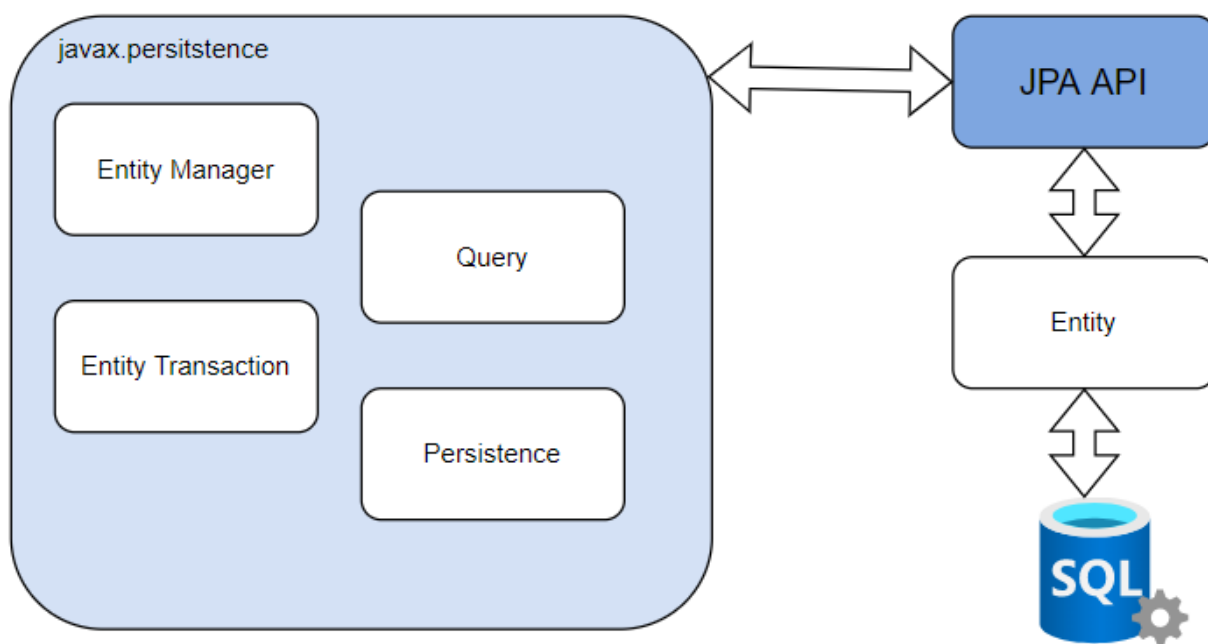 javax.persitstence
JPA API
Entity Manager
Query
Entity
Entity Transaction
Persistence
SQL